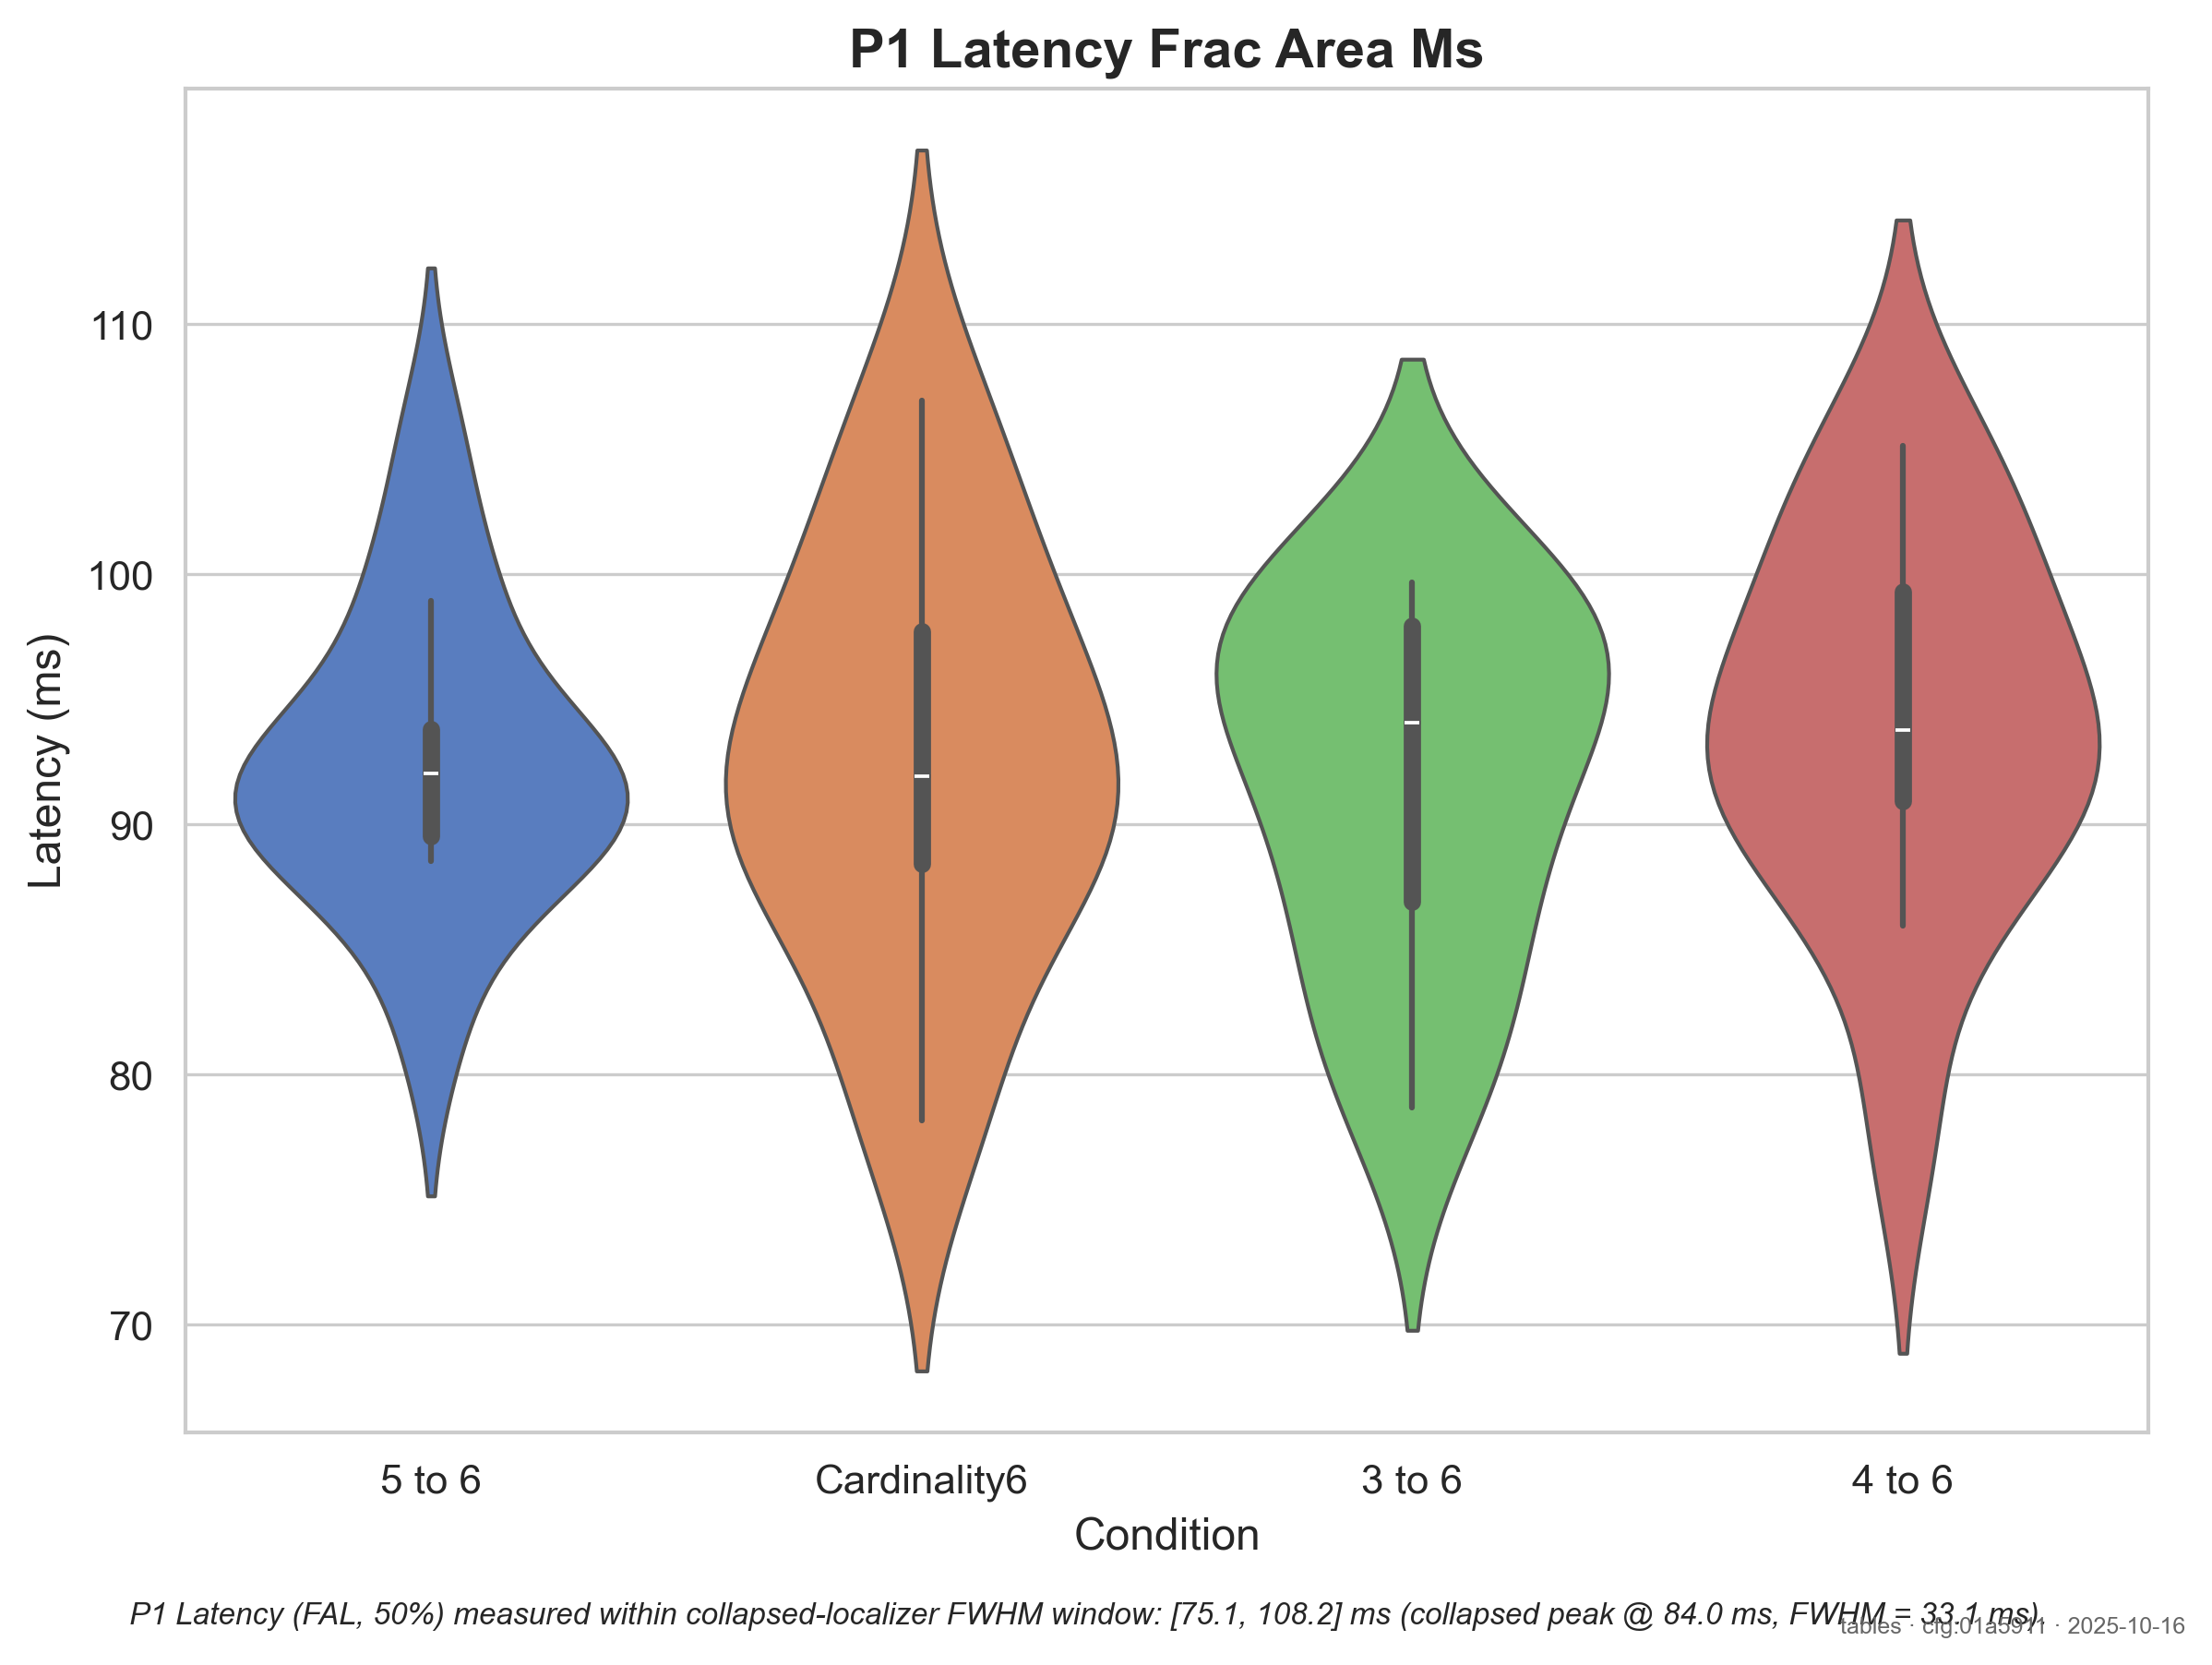 P1 Latency Frac Area Ms
Latency (ms)
110
100
90
80
70
5 to 6
Cardinality6
3 to 6
4 to 6
Condition
P1 Latency (FAL, 50%) measured within collapsed-localizer FWHM window: [75.1, 108.2] ms (collapsed peak @ 84.0 ms, FWHM = 33.1 ms).
tables · cfg:01a5911 · 2025-10-16